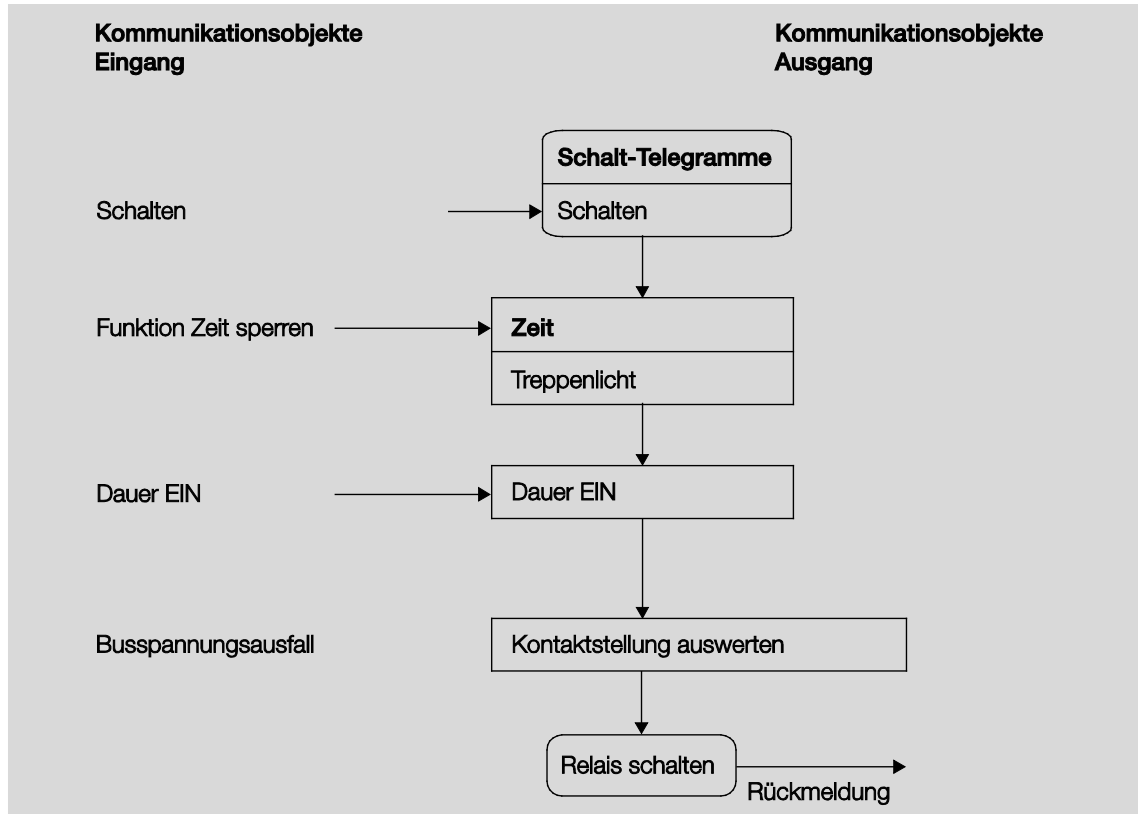 Kommunikationsobjekte
Eingang
Kommunikationsobjekte
Ausgang
Schalt-Telegramme
Schalten
Schalten
Funktion Zeit sperren
Zeit
Treppenlicht
Dauer EIN
Dauer EIN
Busspannungsausfall
Kontaktstellung auswerten
Relais schalten
Rückmeldung